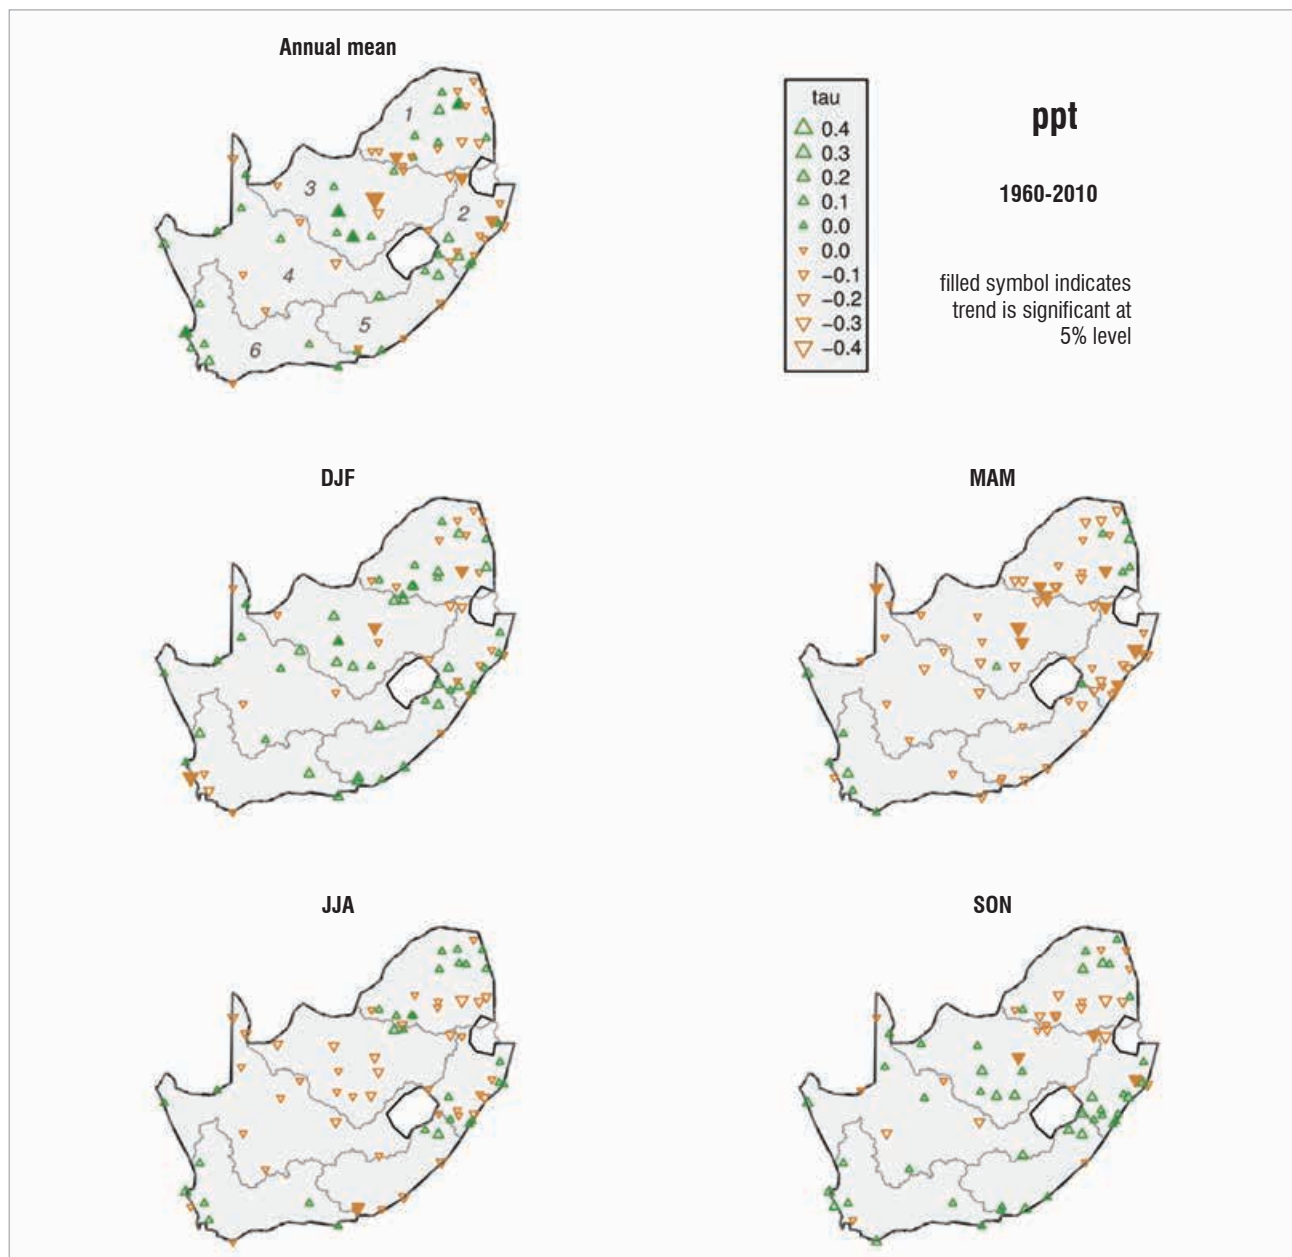 Annual mean
1
2
3
4
5
6
tau
0.4
0.3
0.2
0.1
0.0
0.0
−0.1
−0.2
−0.3
−0.4
ppt
1960-2010
filled symbol indicates
trend is significant at
5% level
DJF
MAM
JJA
SON